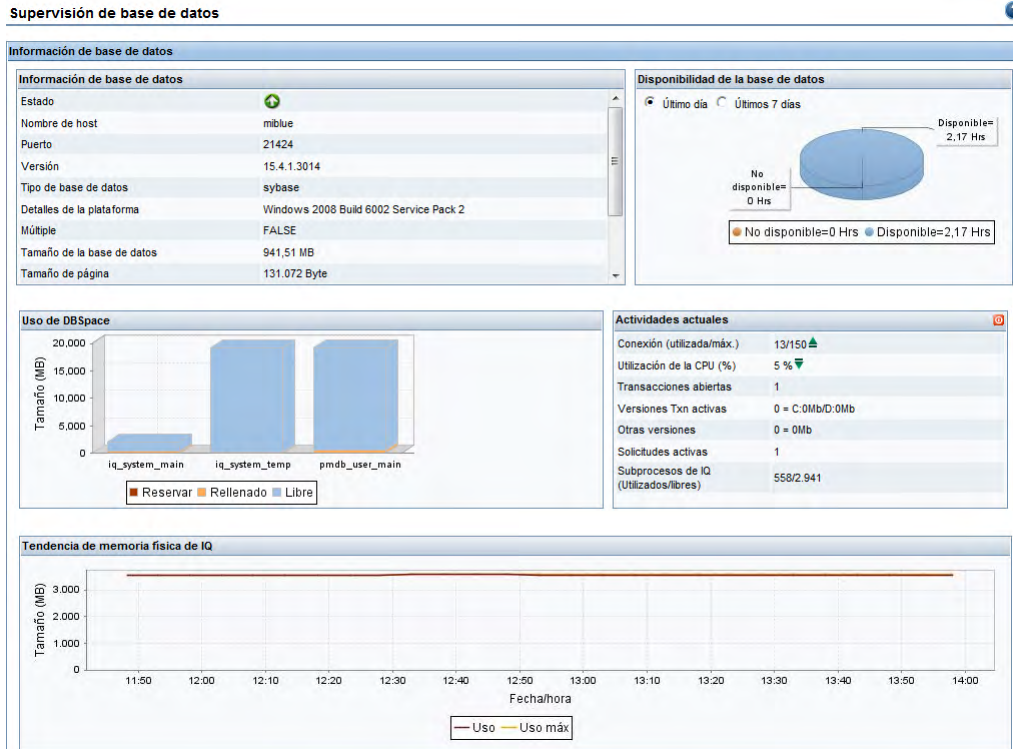 Supervisión de base de datos
Información de base de datos
Información de base de datos
Estado
Nombre de host miblue
Puerto 21424
Versión 15.4.1.3014
Tipo de base de datos sybase
Detalles de la plataforma Windows 2008 Build 6002 Service Pack 2
Múltiple FALSE
Tamaño de la base de datos 941,51 MB
Tamaño de página 131.072 Byte
Disponibilidad de la base de datos
Último día Últimos 7 días
Disponible=
2,17 Hrs
No
disponible=
0 Hrs
No disponible=0 Hrs Disponible=2,17 Hrs
Uso de DBSpace
Tamaño (MB)
20,000
15,000
10,000
5,000
0
iq_system_main iq_system_temp pmdb_user_main
Reservar Rellenado Libre
Actividades actuales
Conexión (utilizada/máx.) 13/150
Utilización de la CPU (%) 5 %
Transacciones abiertas 1
Versiones Txn activas 0 = C:0Mb/D:0Mb
Otras versiones 0 = 0Mb
Solicitudes activas 1
Subprocesos de IQ
(Utilizados/libres) 558/2.941
Tendencia de memoria física de IQ
Tamaño (MB)
3.000
2.000
1.000
0
11:50 12:00 12:10 12:20 12:30 12:40 12:50 13:00 13:10 13:20 13:30 13:40 13:50 14:00
Fecha/hora
Uso Uso máx